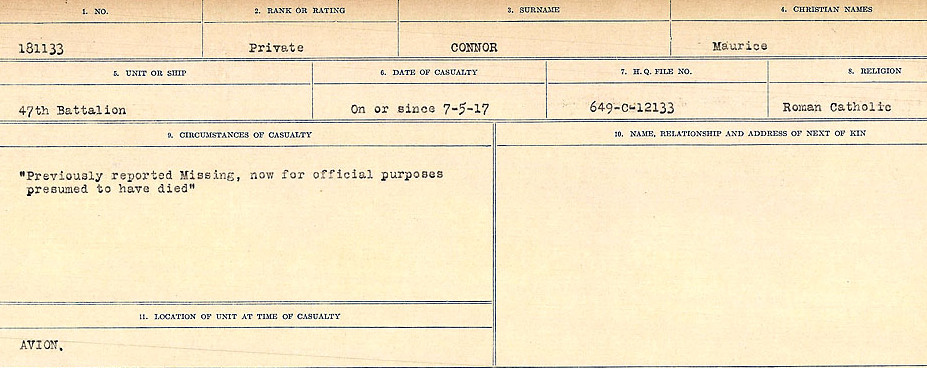 1. NO. 2. RANK OR RATING 3. SURNAME 4. CHRISTIAN NAMES
181133 Private CONNOR Maurice
5. UNIT OR SHIP 6. DATE OF CASUALTY 7. H.Q. FILE NO. 8. RELIGION
47th Battalion On or since 7-5-17 649-C-12133 Roman Catholic
9. CIRCUMSTANCES OF CASUALTY 10. NAME, RELATIONSHIP AND ADDRESS OF NEXT OF KIN
"Previously reported Missing, now for official purposes
presumed to have died"
11. LOCATION OF UNIT AT TIME OF CASUALTY
AVION.